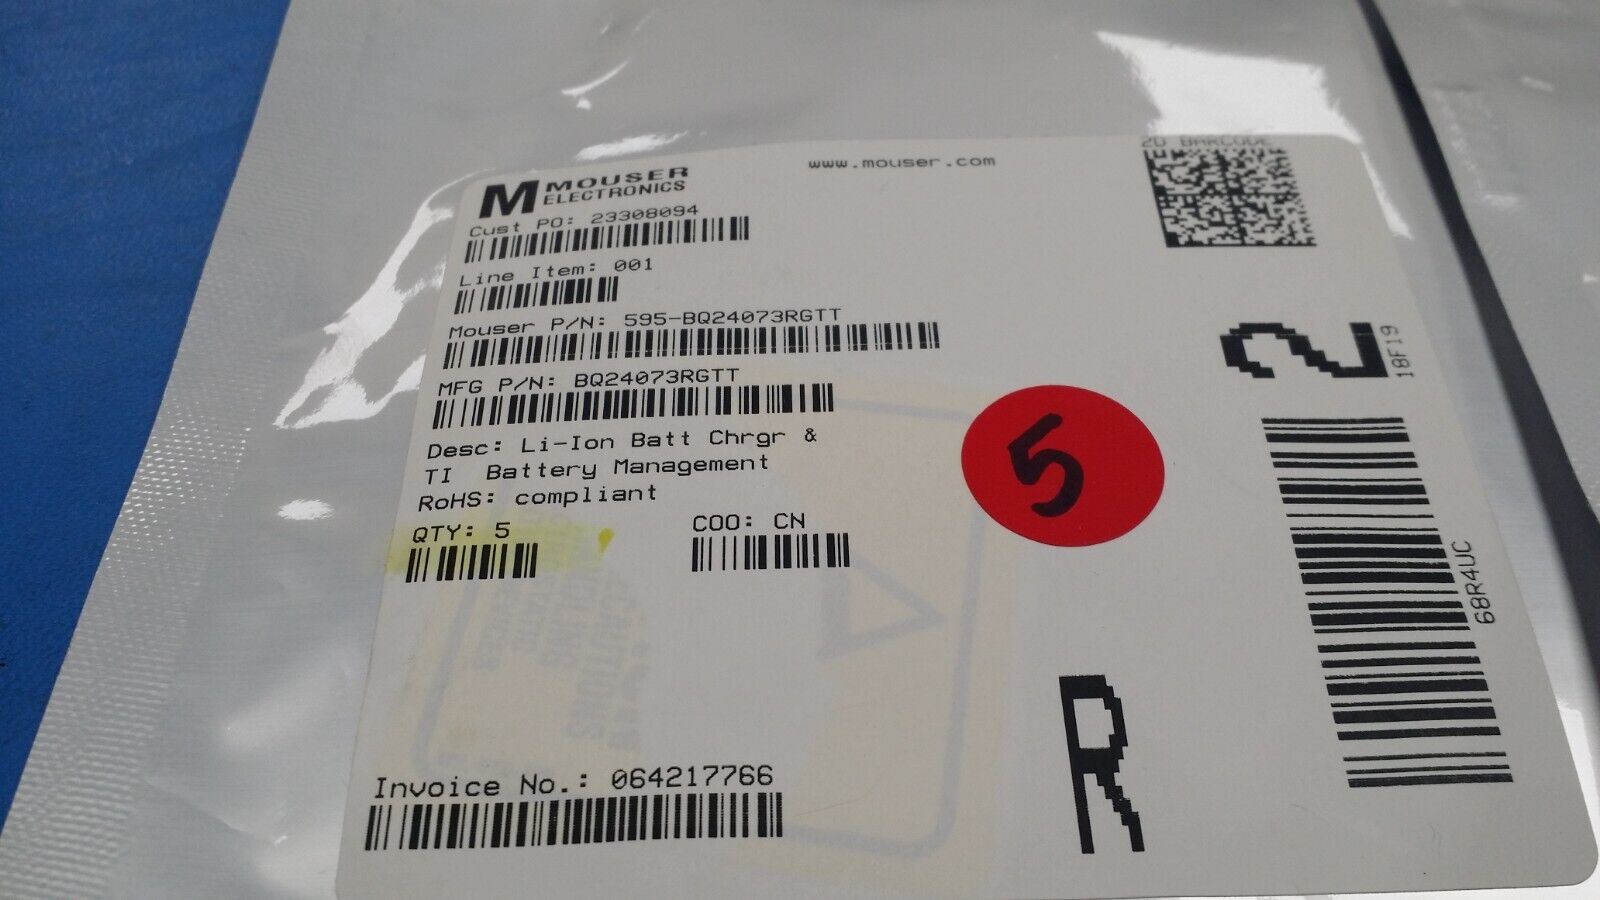 MOUSER
ELECTRONICS
www.mouser.com
2D BARCODE
Cust PO: 23308094
Line Item: 001
Mouser P/N: 595-BQ24073RGTT
MFG P/N: BQ24073RGTT
Desc: Li-Ion Batt Chrgr &
TI Battery Management
RoHS: compliant
QTY: 5
COO: CN
5
2
18F19
68R4UC
R
Invoice No.: 064217766